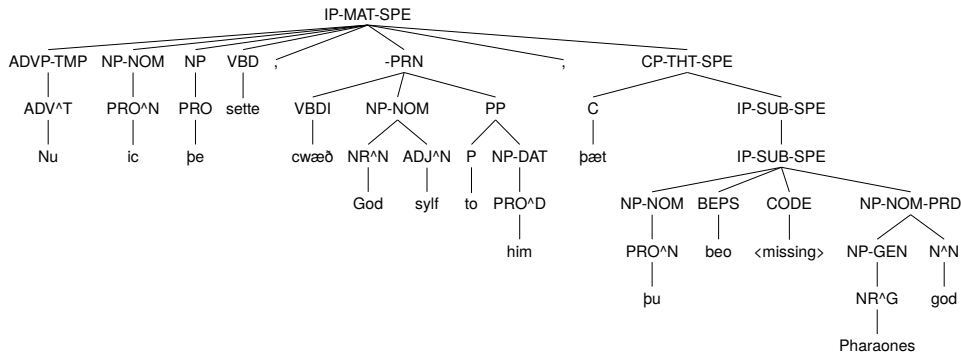 IP-MAT-SPE
ADVP-TMP NP-NOM NP VBD , -PRN , CP-THT-SPE
ADV^T PRO^N PRO sette VBDI NP-NOM PP C IP-SUB-SPE
Nu ic þe cwæð NR^N ADJ^N P NP-DAT þæt IP-SUB-SPE
God sylf to PRO^D NP-NOM BEPS CODE NP-NOM-PRD
him PRO^N beo <missing> NP-GEN N^N
þu NR^G god
Pharaones